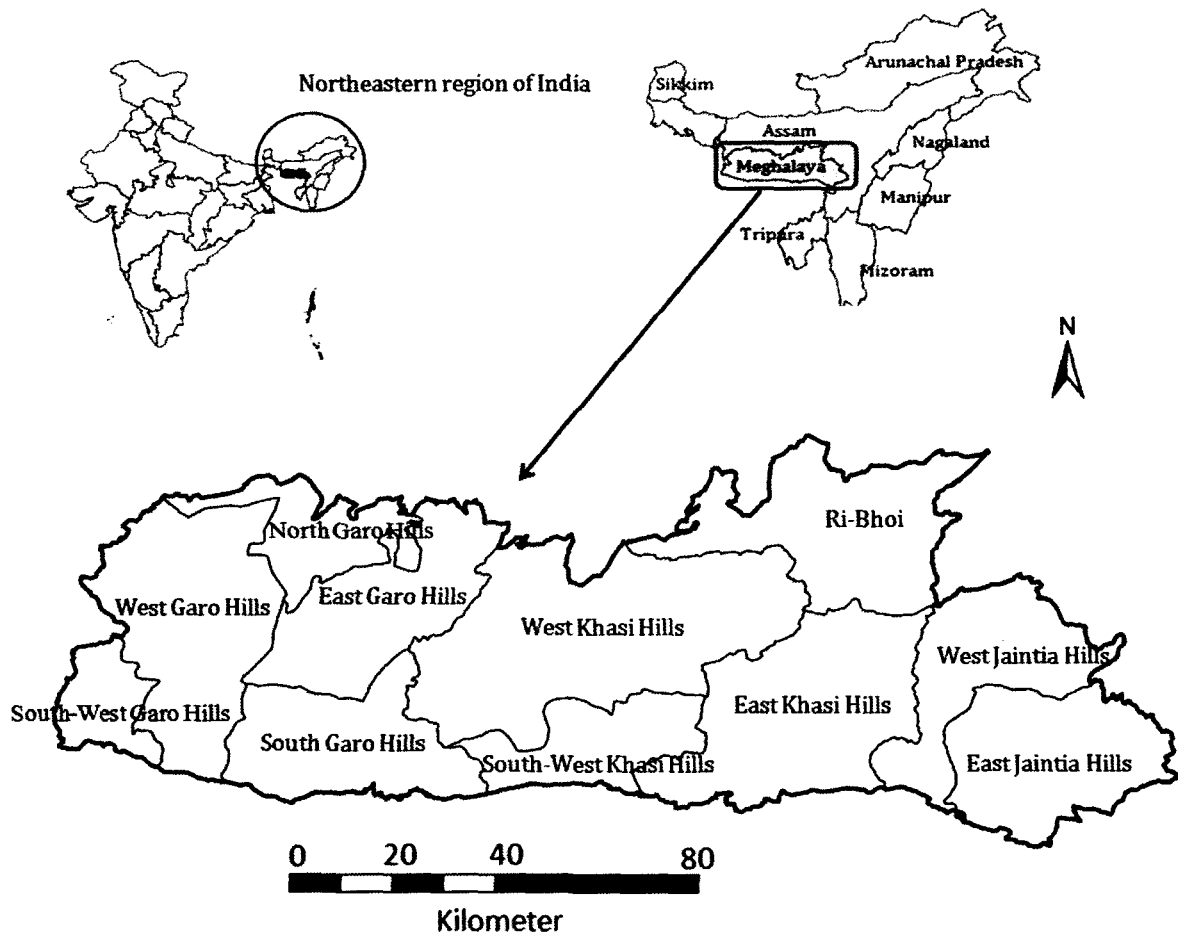 Northeastern region of India
Arunachal Pradesh
Sikkim
Assam
Nagaland
Meghalaya
Manipur
Tripara
Mizoram
N
Ri-Bhoi
North Garo Hills
East Garo Hills
West Garo Hills
West Khasi Hills
West Jaintia Hills
East Khasi Hills
South-West Garo Hills
South Garo Hills
South-West Khasi Hills
East Jaintia Hills
0 20 40 80
Kilometer